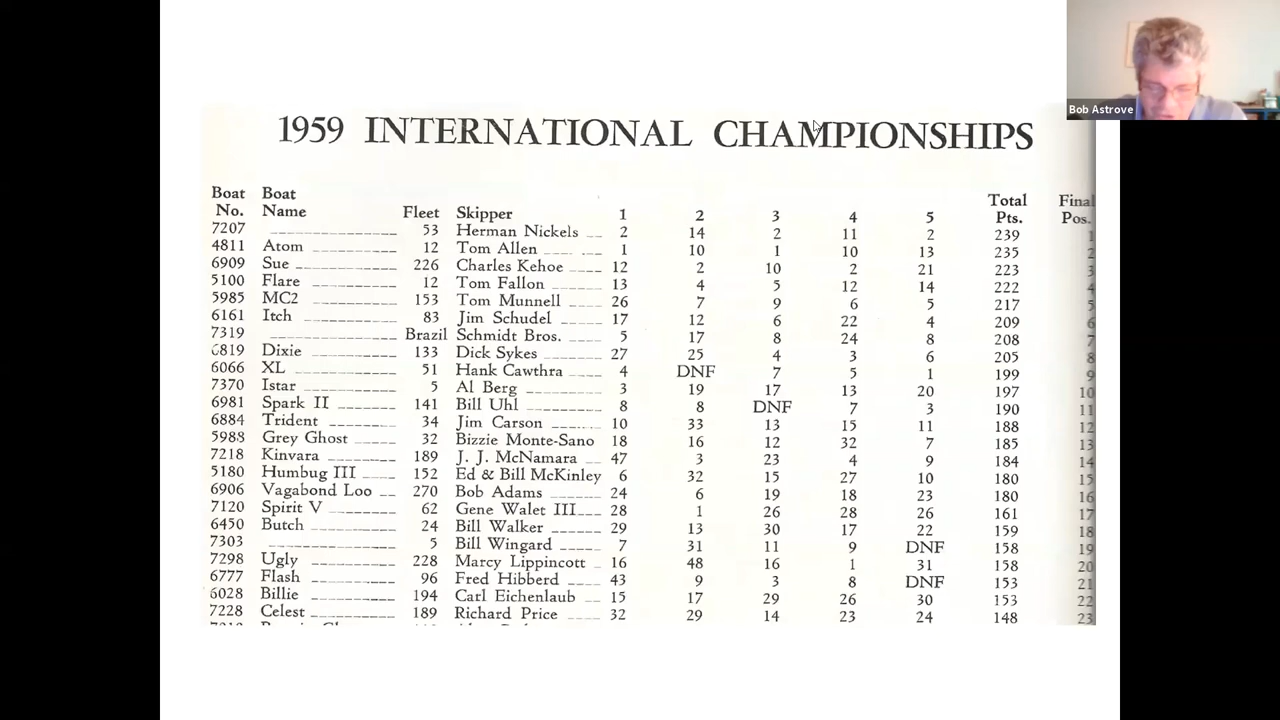 Bob Astrove
1959 INTERNATIONAL CHAMPIONSHIPS
Boat Boat Total Final
No. Name Fleet Skipper 1 2 3 4 5 Pts. Pos.
7207 53 Herman Nickels 2 14 2 11 2 239 1
4811 Atom 12 Tom Allen 1 10 1 10 13 235 2
6909 Sue 226 Charles Kehoe 12 2 10 2 21 223 3
5100 Flare 12 Tom Fallon 13 4 5 12 14 222 4
5985 MC2 153 Tom Munnell 26 7 9 6 5 217 5
6161 Itch 83 Jim Schudel 17 12 6 22 4 209 6
7319 Brazil Schmidt Bros. 5 17 8 24 8 208 7
6819 Dixie 133 Dick Sykes 27 25 4 3 6 205 8
6066 XL 51 Hank Cawthra 4 DNF 7 5 1 199 9
7370 Istar 5 Al Berg 3 19 17 13 20 197 10
6981 Spark II 141 Bill Uhl 8 8 DNF 7 3 190 11
6884 Trident 34 Jim Carson 10 33 13 15 11 188 12
5988 Grey Ghost 32 Bizzie Monte-Sano 18 16 12 32 7 185 13
7218 Kinvara 189 J. J. McNamara 47 3 23 4 9 184 14
5180 Humbug III 152 Ed & Bill McKinley 6 32 15 27 10 180 15
6906 Vagabond Loo 270 Bob Adams 24 6 19 18 23 180 16
7120 Spirit V 62 Gene Walet III 28 1 26 28 26 161 17
6450 Butch 24 Bill Walker 29 13 30 17 22 159 18
7303 5 Bill Wingard 7 31 11 9 DNF 158 19
7298 Ugly 228 Marcy Lippincott 16 48 16 1 31 158 20
6777 Flash 96 Fred Hibberd 43 9 3 8 DNF 153 21
6028 Billie 194 Carl Eichenlaub 15 17 29 26 30 153 22
7228 Celest 189 Richard Price 32 29 14 23 24 148 23